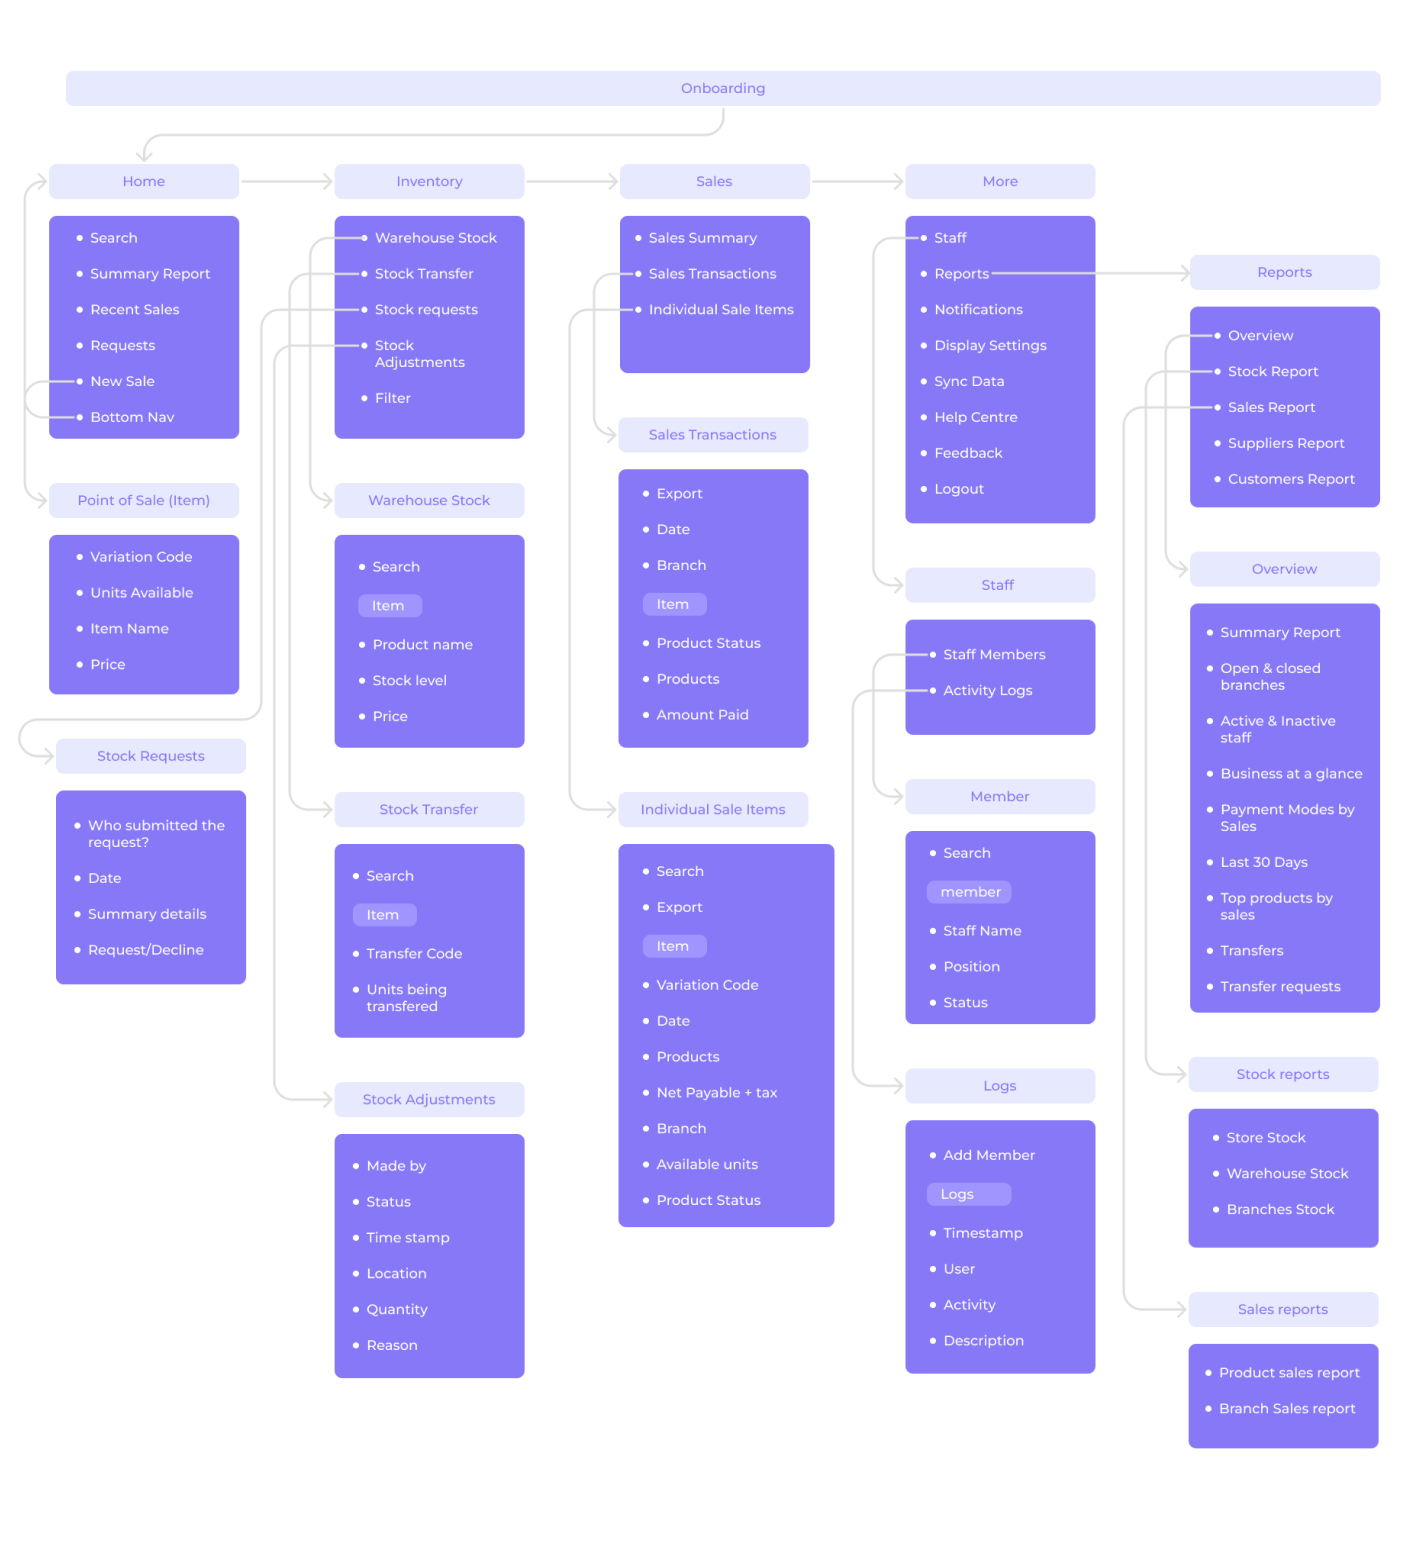 Onboarding
Home
Search
Summary Report
Recent Sales
Requests
New Sale
Bottom Nav
Point of Sale (Item)
Variation Code
Units Available
Item Name
Price
Stock Requests
Who submitted the
request?
Date
Summary details
Request/Decline
Inventory
Warehouse Stock
Stock Transfer
Stock requests
Stock
Adjustments
Filter
Warehouse Stock
Search
Item
Product name
Stock level
Price
Stock Transfer
Search
Item
Transfer Code
Units being
transfered
Stock Adjustments
Made by
Status
Time stamp
Location
Quantity
Reason
Sales
Sales Summary
Sales Transactions
Individual Sale Items
Sales Transactions
Export
Date
Branch
Item
Product Status
Products
Amount Paid
Individual Sale Items
Search
Export
Item
Variation Code
Date
Products
Net Payable + tax
Branch
Available units
Product Status
More
Staff
Reports
Notifications
Display Settings
Sync Data
Help Centre
Feedback
Logout
Staff
Staff Members
Activity Logs
Member
Search
member
Staff Name
Position
Status
Logs
Add Member
Logs
Timestamp
User
Activity
Description
Reports
Overview
Stock Report
Sales Report
Suppliers Report
Customers Report
Overview
Summary Report
Open & closed
branches
Active & Inactive
staff
Business at a glance
Payment Modes by
Sales
Last 30 Days
Top products by
sales
Transfers
Transfer requests
Stock reports
Store Stock
Warehouse Stock
Branches Stock
Sales reports
Product sales report
Branch Sales report